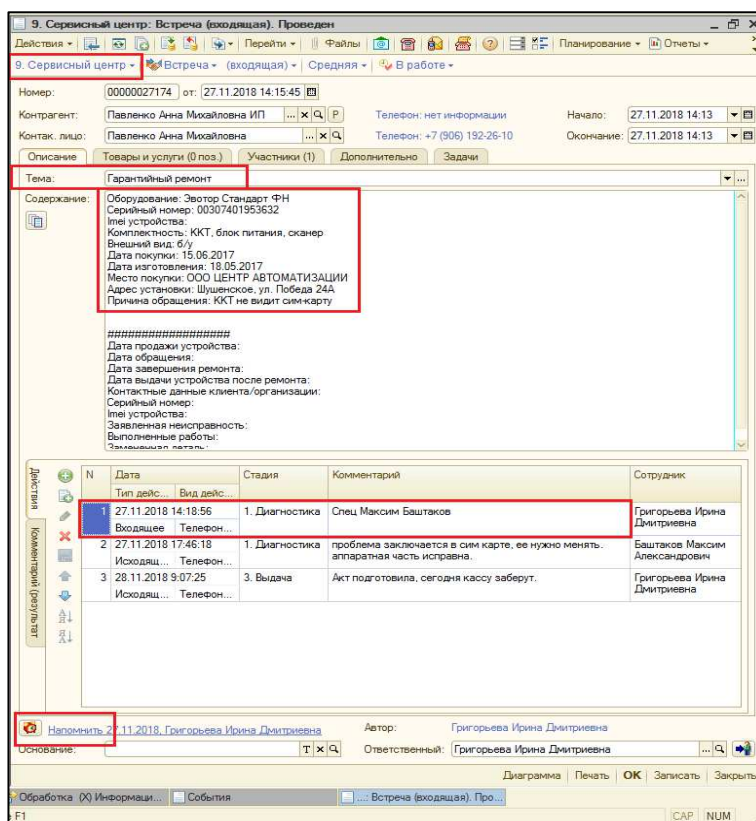 9. Сервисный центр: Встреча (входящая). Проведен
Действия Перейти Файлы Планирование Отчеты
9. Сервисный центр Встреча (входящая) Средняя В работе
Номер: 00000027174 от: 27.11.2018 14:15:45
Контрагент: Павленко Анна Михайловна ИП ... x P Телефон: нет информации Начало: 27.11.2018 14:13
Контак. лицо: Павленко Анна Михайловна ... x Телефон: +7 (906) 192-26-10 Окончание: 27.11.2018 14:13
Описание Товары и услуги (0 поз.) Участники (1) Дополнительно Задачи
Тема: Гарантийный ремонт ...
Содержание: Оборудование: Эвотор Стандарт ФН
Серийный номер: 00307401953632
Imei устройства:
Комплектность: ККТ, блок питания, сканер
Внешний вид: б/у
Дата покупки: 15.06.2017
Дата изготовления: 18.05.2017
Место покупки: ООО ЦЕНТР АВТОМАТИЗАЦИИ
Адрес установки: Шушенское, ул. Победа 24А
Причина обращения: ККТ не видит сим-карту
###################
Дата продажи устройства:
Дата обращения:
Дата завершения ремонта:
Дата выдачи устройства после ремонта:
Контактные данные клиента/организации:
Серийный номер:
Imei устройства:
Заявленная неисправность:
Выполненные работы:
Замененная деталь:
Действия
Комментарий (результат
N Дата Стадия Комментарий Сотрудник
Тип дейс... Вид дейс...
1 27.11.2018 14:18:56 1. Диагностика Спец Максим Баштаков Григорьева Ирина
Входящее Телефон... Дмитриевна
2 27.11.2018 17:46:18 1. Диагностика проблема заключается в сим карте, ее нужно менять. Баштаков Максим
Исходящ... Телефон... аппаратная часть исправна. Александрович
3 28.11.2018 9:07:25 3. Выдача Акт подготовила, сегодня кассу заберут. Григорьева Ирина
Исходящ... Телефон... Дмитриевна
Напомнить 27.11.2018, Григорьева Ирина Дмитриевна Автор: Григорьева Ирина Дмитриевна
Основание: T x Ответственный: Григорьева Ирина Дмитриевна ...
Диаграмма Печать OK Записать Закрыть
Обработка (X) Информаци... События ...: Встреча (входящая). Про...
F1 CAP NUM